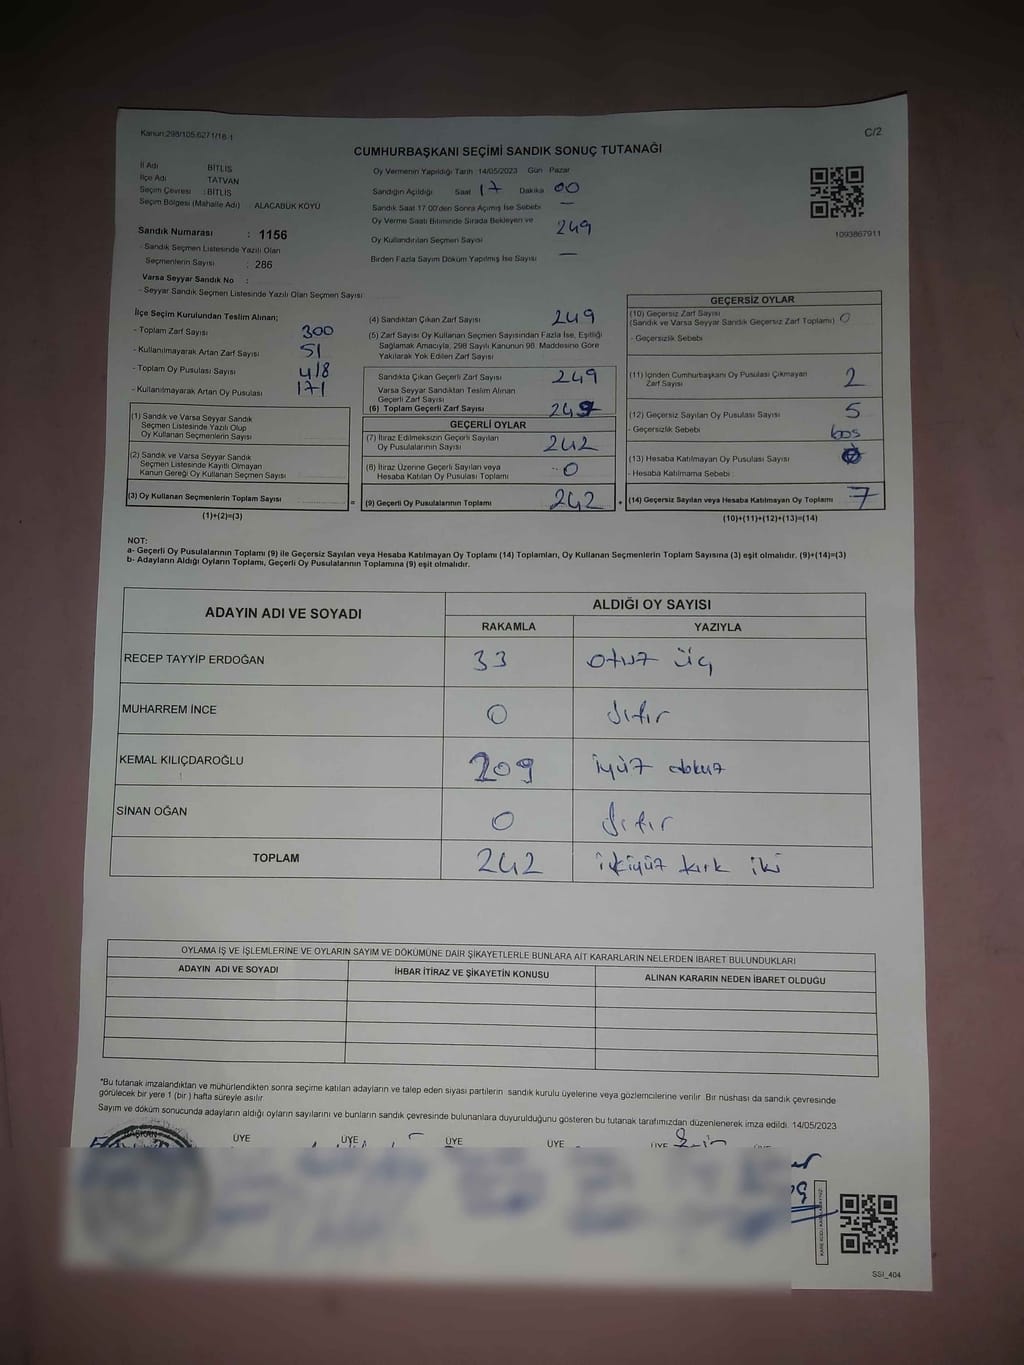 Kanun:298/105,6271/18-1
C/2
CUMHURBAŞKANI SEÇİMİ SANDIK SONUÇ TUTANAĞI
İl Adı BİTLİS
İlçe Adı TATVAN
Seçim Çevresi : BİTLİS
Seçim Bölgesi (Mahalle Adı) : ALACABÜK KÖYÜ
Sandık Numarası : 1156
- Sandık Seçmen Listesinde Yazılı Olan
Seçmenlerin Sayısı : 286
Varsa Seyyar Sandık No :
- Seyyar Sandık Seçmen Listesinde Yazılı Olan Seçmen Sayısı
Oy Vermenin Yapıldığı Tarih 14/05/2023 Gün Pazar
Sandığın Açıldığı Saat 17 Dakika 00
Sandık Saat 17:00'den Sonra Açımış İse Sebebi —
Oy Verme Saati Bitiminde Sırada Bekleyen ve
Oy Kullandırılan Seçmen Sayısı 249
Birden Fazla Sayım Döküm Yapılmış İse Sayısı —
1093867911
İlçe Seçim Kurulundan Teslim Alınan;
- Toplam Zarf Sayısı 300
- Kullanılmayarak Artan Zarf Sayısı 51
- Toplam Oy Pusulası Sayısı 418
- Kullanılmayarak Artan Oy Pusulası 171
(1) Sandık ve Varsa Seyyar Sandık
Seçmen Listesinde Yazılı Olup
Oy Kullanan Seçmenlerin Sayısı
(2) Sandık ve Varsa Seyyar Sandık
Seçmen Listesinde Kayıtlı Olmayan
Kanun Gereği Oy Kullanan Seçmen Sayısı
(3) Oy Kullanan Seçmenlerin Toplam Sayısı =
(1)+(2)=(3)
(4) Sandıktan Çıkan Zarf Sayısı 249
(5) Zarf Sayısı Oy Kullanan Seçmen Sayısından Fazla İse, Eşitliği
Sağlamak Amacıyla, 298 Sayılı Kanunun 98. Maddesine Göre
Yakılarak Yok Edilen Zarf Sayısı
Sandıkta Çıkan Geçerli Zarf Sayısı 249
Varsa Seyyar Sandıktan Teslim Alınan
Geçerli Zarf Sayısı
(6) Toplam Geçerli Zarf Sayısı 249
GEÇERLİ OYLAR
(7) İtiraz Edilmeksizin Geçerli Sayılan
Oy Pusulalarının Sayısı 242
(8) İtiraz Üzerine Geçerli Sayılan veya
Hesaba Katılan Oy Pusulası Toplamı 0
(9) Geçerli Oy Pusulalarının Toplamı 242 +
GEÇERSİZ OYLAR
(10) Geçersiz Zarf Sayısı 0
(Sandık ve Varsa Seyyar Sandık Geçersiz Zarf Toplamı)
- Geçersizlik Sebebi
(11) İçinden Cumhurbaşkanı Oy Pusulası Çıkmayan
Zarf Sayısı 2
(12) Geçersiz Sayılan Oy Pusulası Sayısı 5
- Geçersizlik Sebebi boş
(13) Hesaba Katılmayan Oy Pusulası Sayısı
- Hesaba Katılmama Sebebi
(14) Geçersiz Sayılan veya Hesaba Katılmayan Oy Toplamı 7
(10)+(11)+(12)+(13)=(14)
NOT:
a- Geçerli Oy Pusulalarının Toplamı (9) ile Geçersiz Sayılan veya Hesaba Katılmayan Oy Toplamı (14) Toplamları, Oy Kullanan Seçmenlerin Toplam Sayısına (3) eşit olmalıdır. (9)+(14)=(3)
b- Adayların Aldığı Oyların Toplamı, Geçerli Oy Pusulalarının Toplamına (9) eşit olmalıdır.
ADAYIN ADI VE SOYADI ALDIĞI OY SAYISI
RAKAMLA YAZIYLA
RECEP TAYYİP ERDOĞAN 33 otuz üç
MUHARREM İNCE 0 sıfır
KEMAL KILIÇDAROĞLU 209 iyüz dokuz
SİNAN OĞAN 0 sıfır
TOPLAM 242 ikiyüz kırk iki
OYLAMA İŞ VE İŞLEMLERİNE VE OYLARIN SAYIM VE DÖKÜMÜNE DAİR ŞİKAYETLERLE BUNLARA AİT KARARLARIN NELERDEN İBARET BULUNDUKLARI
ADAYIN ADI VE SOYADI İHBAR İTİRAZ VE ŞİKAYETİN KONUSU ALINAN KARARIN NEDEN İBARET OLDUĞU
*Bu tutanak imzalandıktan ve mühürlendikten sonra seçime katılan adayların ve talep eden siyasi partilerin sandık kurulu üyelerine veya gözlemcilerine verilir. Bir nüshası da sandık çevresinde
görülecek bir yere 1 (bir) hafta süreyle asılır.
Sayım ve döküm sonucunda adayların aldığı oyların sayılarını ve bunların sandık çevresinde bulunanlara duyurulduğunu gösteren bu tutanak tarafımızdan düzenlenerek imza edildi. 14/05/2023
BAŞKAN ÜYE ÜYE ÜYE ÜYE ÜYE ÜYE
SSI_404